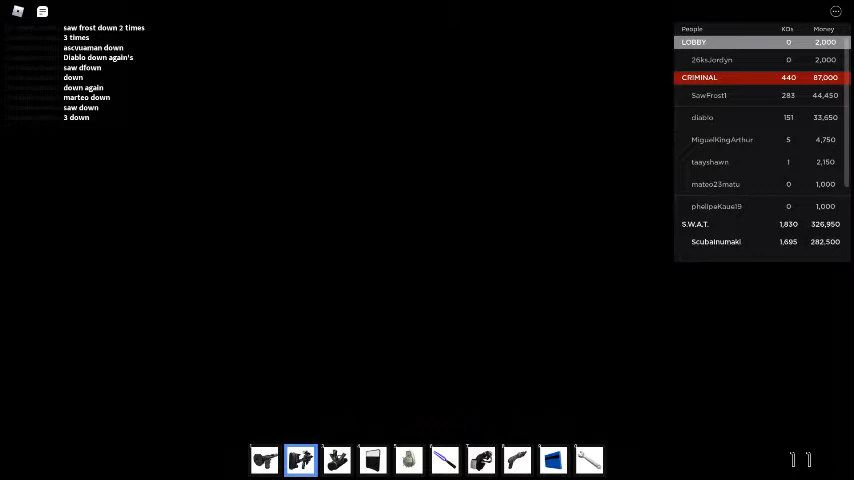 saw frost down 2 times
3 times
ascvuaman down
Diablo down again's
saw dfown
down
down again
marteo down
saw down
3 down
People KOs Money
LOBBY 0 2,000
26ksJordyn 0 2,000
CRIMINAL 440 87,000
SawFrost1 283 44,450
diablo 151 33,650
MiguelKingArthur 5 4,750
taayshawn 1 2,150
mateo23matu 0 1,000
phelipeKaue19 0 1,000
S.W.A.T. 1,830 326,950
Scubainumaki 1,695 282,500